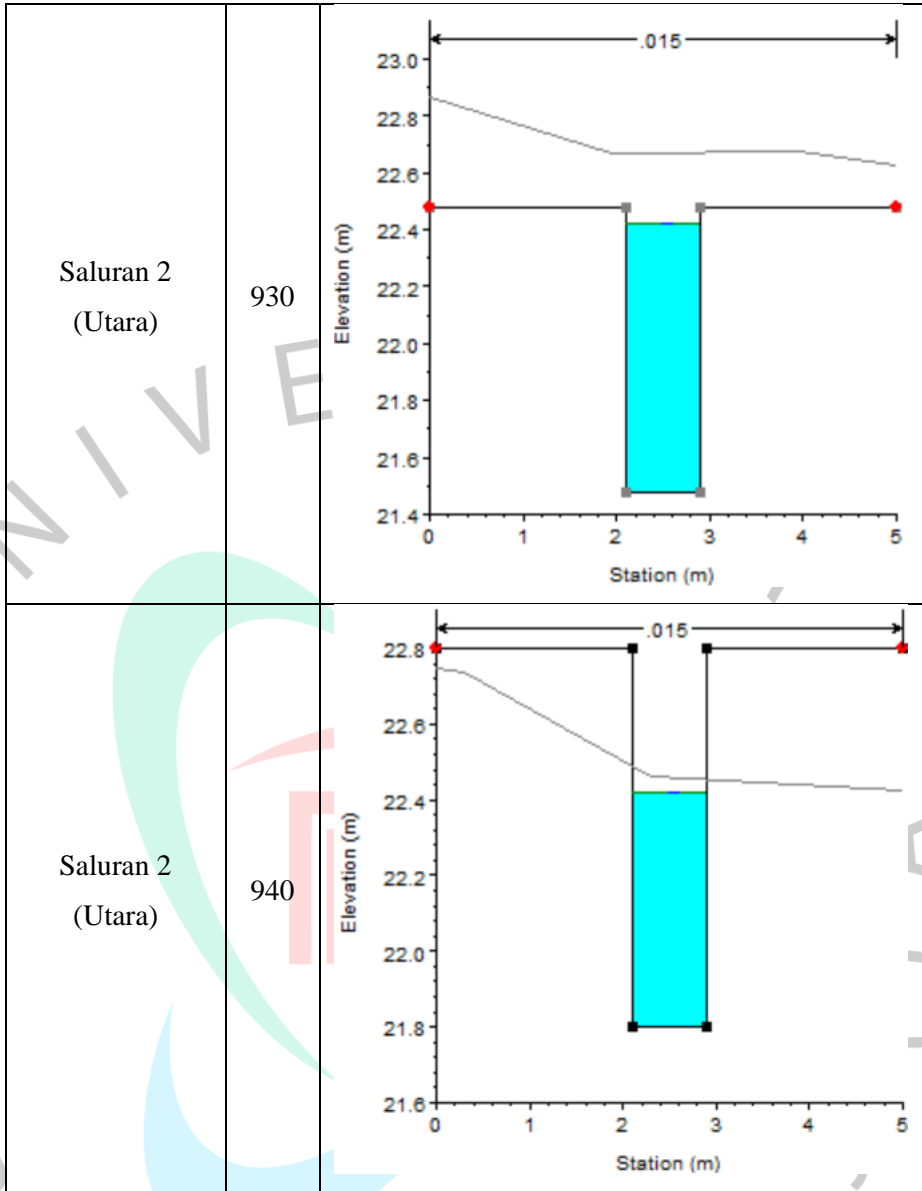 Saluran 2
(Utara)
930
.015
23.0
22.8
22.6
22.4
22.2
22.0
21.8
21.6
21.4
0 1 2 3 4 5
Elevation (m)
Station (m)
Saluran 2
(Utara)
940
.015
22.8
22.6
22.4
22.2
22.0
21.8
21.6
0 1 2 3 4 5
Elevation (m)
Station (m)
N I V E